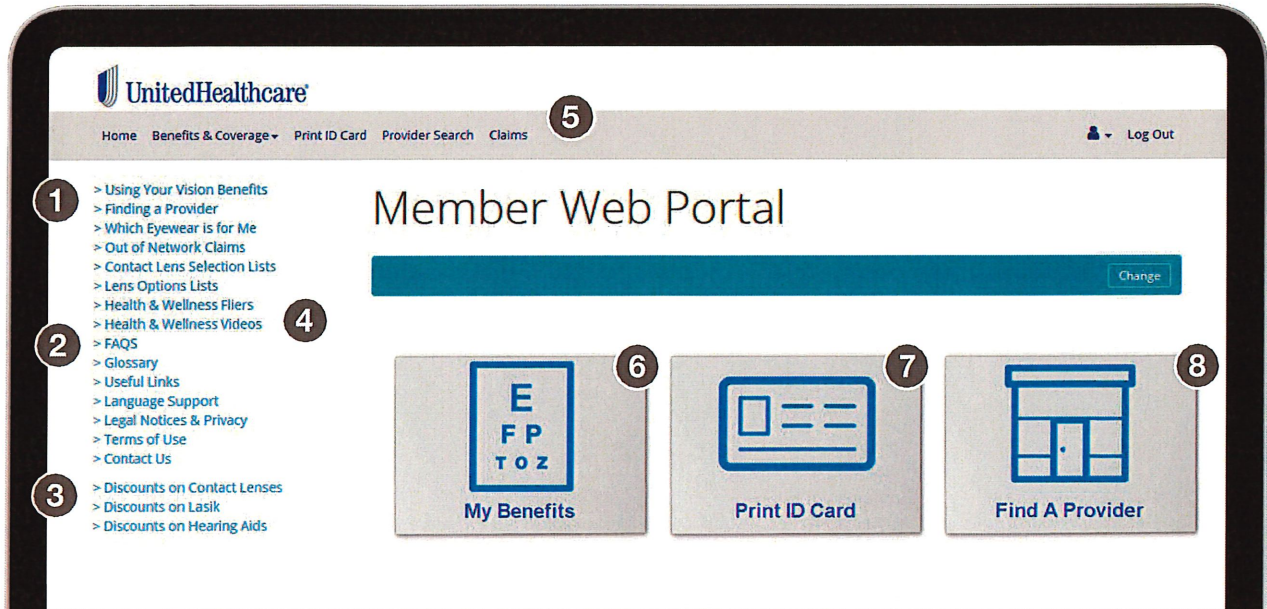 UnitedHealthcare®
5
Home Benefits & Coverage Print ID Card Provider Search Claims Log Out
Member Web Portal
Change
1
> Using Your Vision Benefits
> Finding a Provider
> Which Eyewear is for Me
> Out of Network Claims
> Contact Lens Selection Lists
> Lens Options Lists
> Health & Wellness Fliers
> Health & Wellness Videos
4
2
> FAQS
> Glossary
> Useful Links
> Language Support
> Legal Notices & Privacy
> Terms of Use
> Contact Us
3
> Discounts on Contact Lenses
> Discounts on Lasik
> Discounts on Hearing Aids
6
E
F P
T O Z
My Benefits
7
Print ID Card
8
Find A Provider